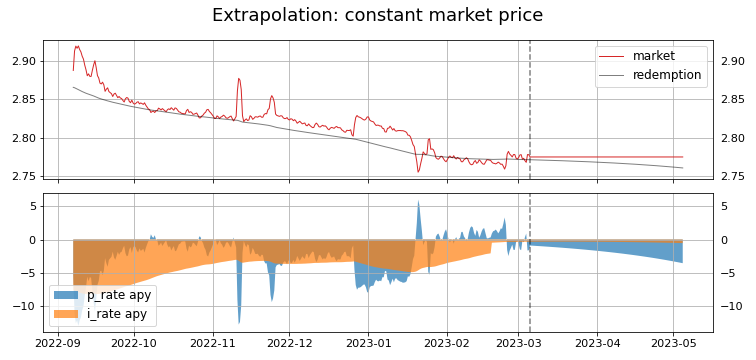 Extrapolation: constant market price
2.90
2.85
2.80
2.75
market
redemption
2.90
2.85
2.80
2.75
5
0
−5
−10
p_rate apy
i_rate apy
5
0
−5
−10
2022-09 2022-10 2022-11 2022-12 2023-01 2023-02 2023-03 2023-04 2023-05